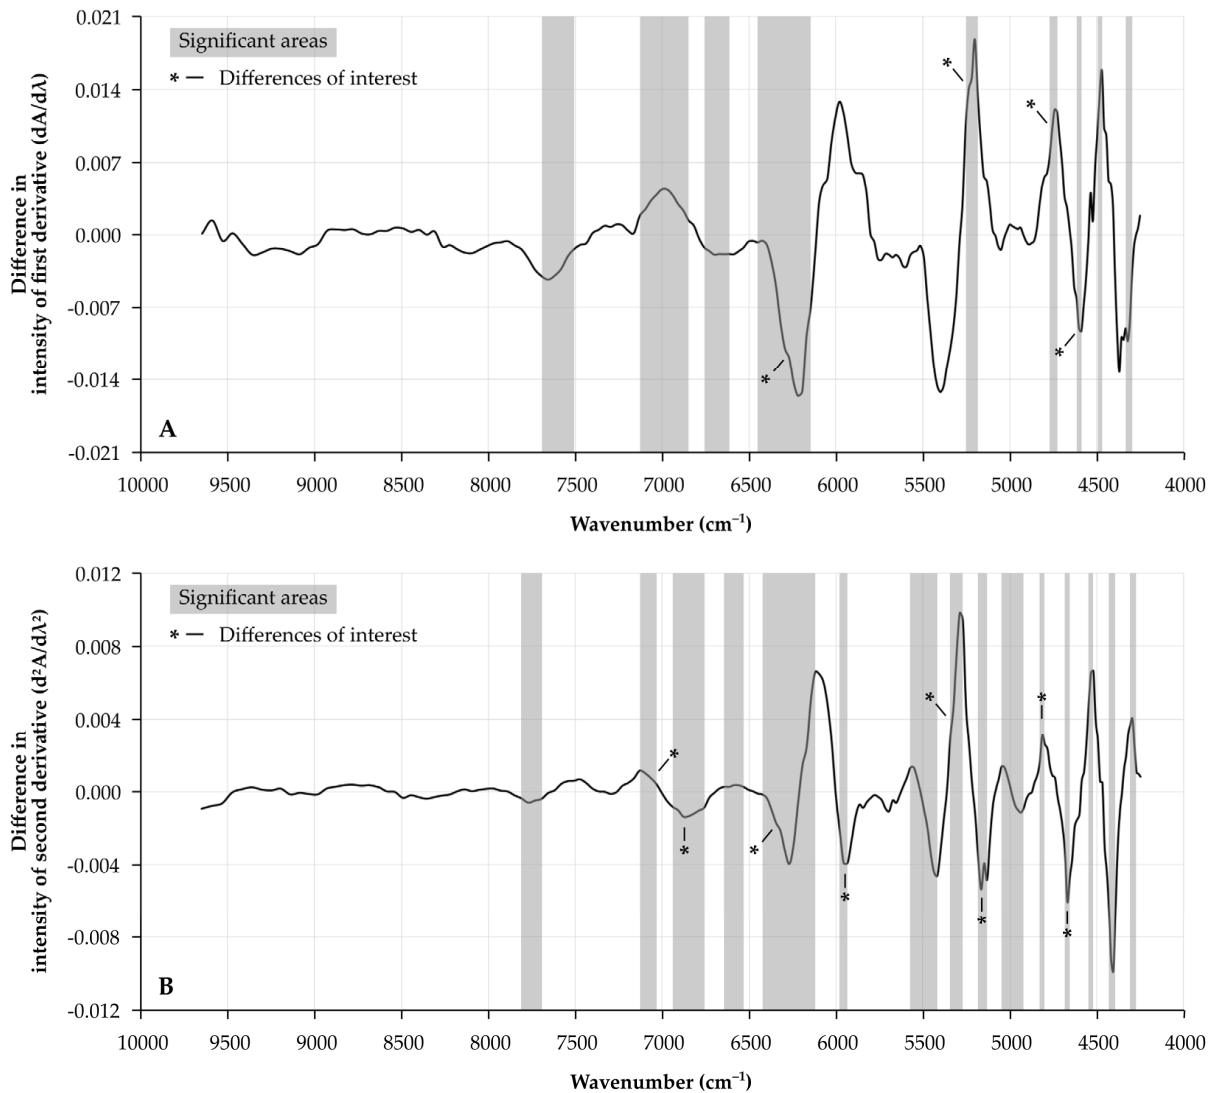 0.021
Significant areas
* — Differences of interest
0.014
0.007
0.000
-0.007
-0.014
-0.021
Difference in
intensity of first derivative (dA/dλ)
*
*
*
*
A
10000 9500 9000 8500 8000 7500 7000 6500 6000 5500 5000 4500 4000
Wavenumber (cm⁻¹)
0.012
Significant areas
* — Differences of interest
0.008
0.004
0.000
-0.004
-0.008
-0.012
Difference in
intensity of second derivative (d²A/dλ²)
*
*
*
*
*
*
*
*
B
10000 9500 9000 8500 8000 7500 7000 6500 6000 5500 5000 4500 4000
Wavenumber (cm⁻¹)